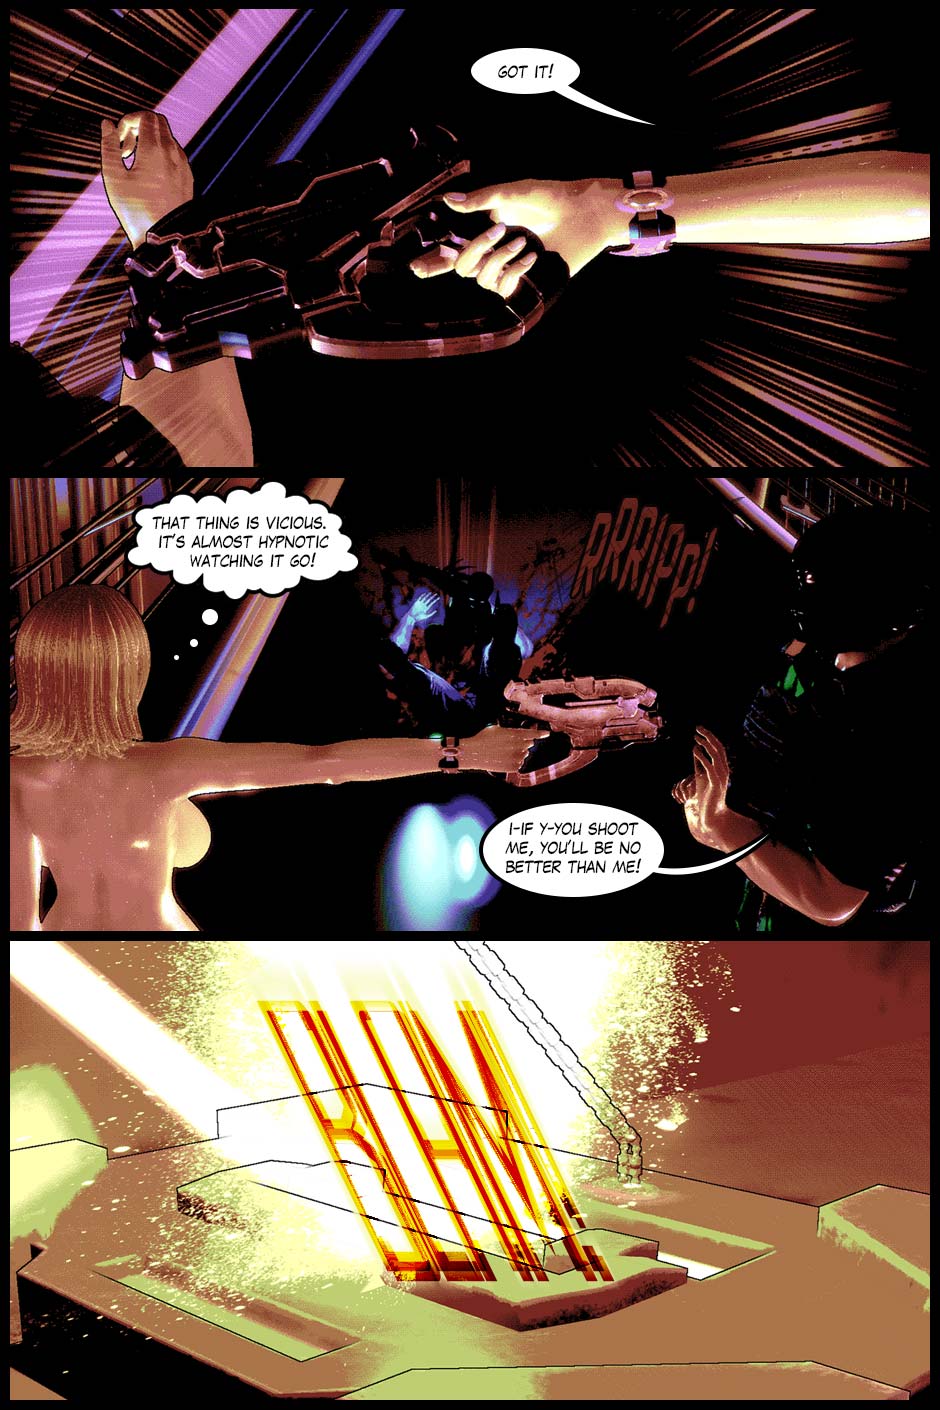 GOT IT!
THAT THING IS VICIOUS.
IT'S ALMOST HYPNOTIC
WATCHING IT GO!
RRRIPP!
I-IF Y-YOU SHOOT
ME, YOU'LL BE NO
BETTER THAN ME!